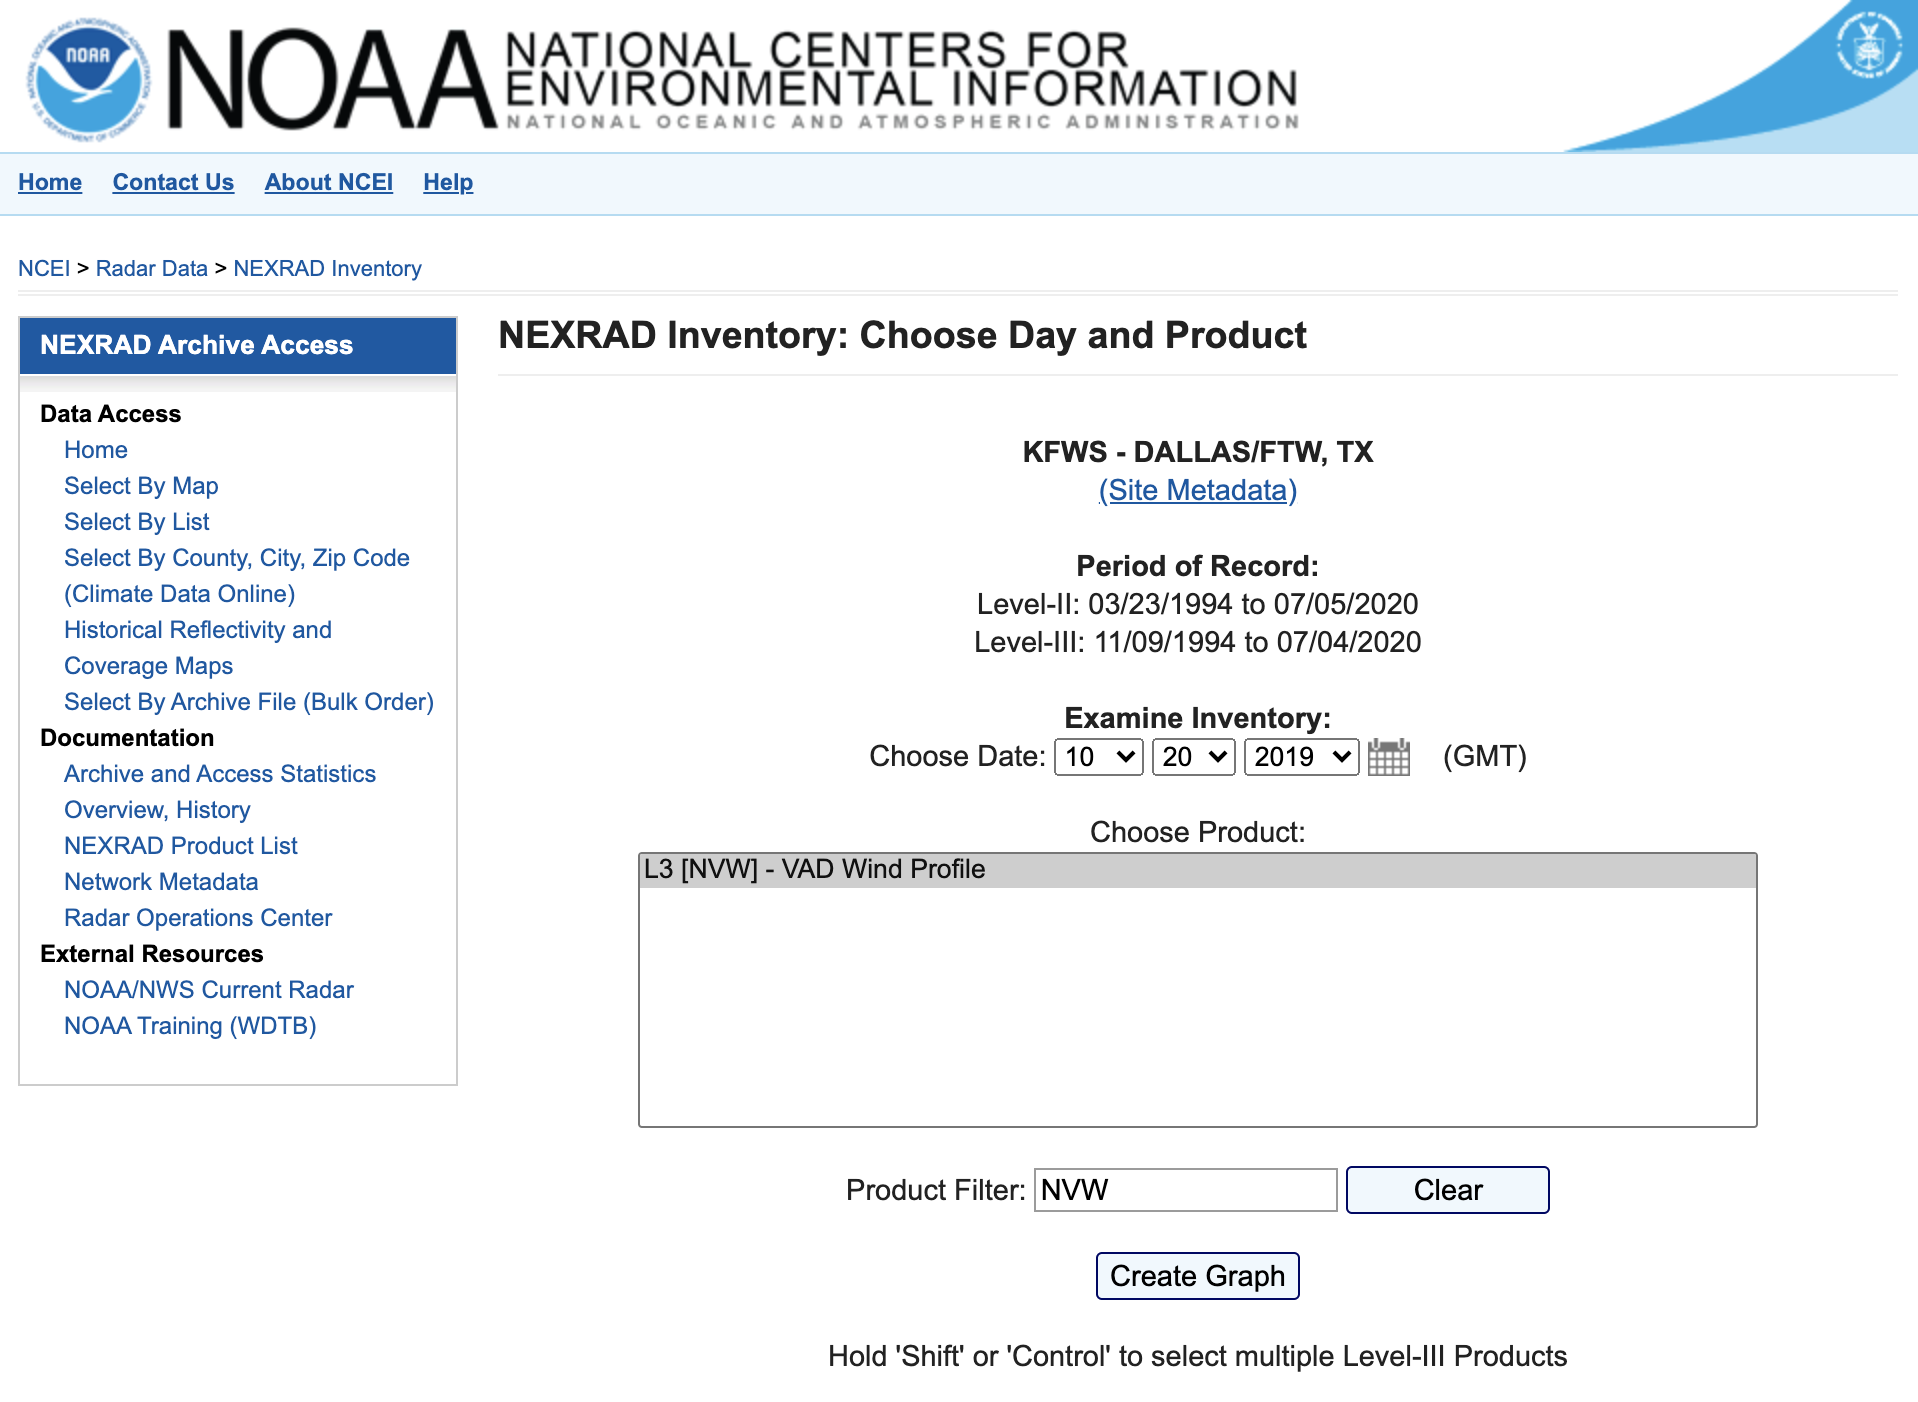 NOAA
NOAA
NATIONAL CENTERS FOR
ENVIRONMENTAL INFORMATION
NATIONAL OCEANIC AND ATMOSPHERIC ADMINISTRATION
Home Contact Us About NCEI Help
NCEI > Radar Data > NEXRAD Inventory
NEXRAD Archive Access
Data Access
Home
Select By Map
Select By List
Select By County, City, Zip Code
(Climate Data Online)
Historical Reflectivity and
Coverage Maps
Select By Archive File (Bulk Order)
Documentation
Archive and Access Statistics
Overview, History
NEXRAD Product List
Network Metadata
Radar Operations Center
External Resources
NOAA/NWS Current Radar
NOAA Training (WDTB)
NEXRAD Inventory: Choose Day and Product
KFWS - DALLAS/FTW, TX
(Site Metadata)
Period of Record:
Level-II: 03/23/1994 to 07/05/2020
Level-III: 11/09/1994 to 07/04/2020
Examine Inventory:
Choose Date: 10 20 2019 (GMT)
Choose Product:
L3 [NVW] - VAD Wind Profile
Product Filter: NVW Clear
Create Graph
Hold 'Shift' or 'Control' to select multiple Level-III Products